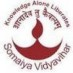 Knowledge Alone Liberates
Somaiya Vidyavihar